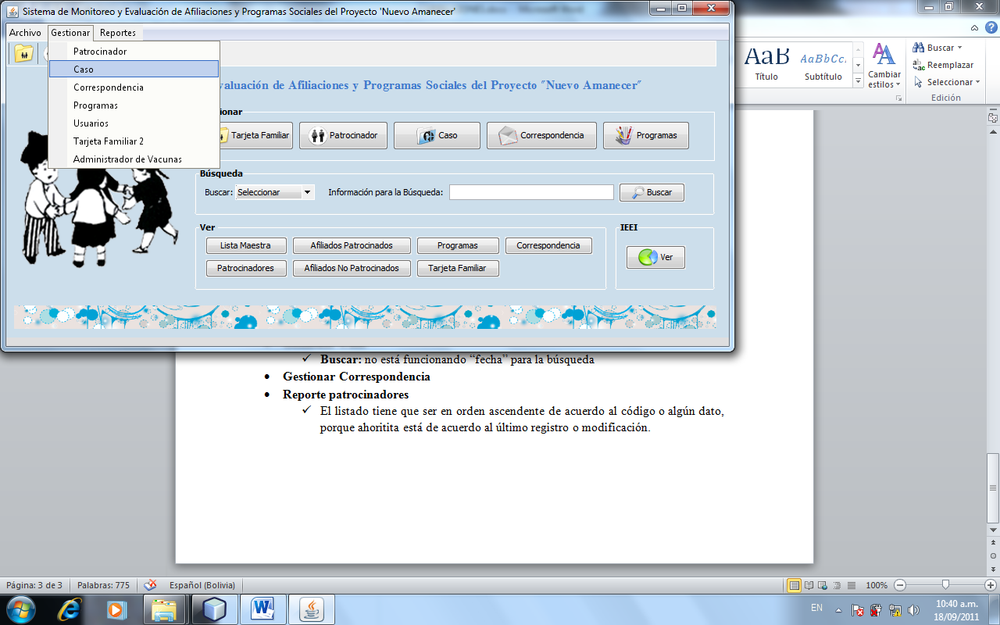 Sistema de Monitoreo y Evaluación de Afiliaciones y Programas Sociales del Proyecto 'Nuevo Amanecer'
Archivo Gestionar Reportes
Patrocinador
Caso
Correspondencia
Programas
Usuarios
Tarjeta Familiar 2
Administrador de Vacunas
valuación de Afiliaciones y Programas Sociales del Proyecto "Nuevo Amanecer"
ionar
Tarjeta Familiar Patrocinador Caso Correspondencia Programas
Búsqueda
Buscar: Seleccionar Información para la Búsqueda: Buscar
Ver IEEI
Lista Maestra Afiliados Patrocinados Programas Correspondencia
Ver
Patrocinadores Afiliados No Patrocinados Tarjeta Familiar
AaB AaBbCc.
Título Subtítulo
Cambiar estilos
Buscar
Reemplazar
Seleccionar
Edición
✓ Buscar: no está funcionando “fecha” para la búsqueda
• Gestionar Correspondencia
• Reporte patrocinadores
✓ El listado tiene que ser en orden ascendente de acuerdo al código o algún dato,
porque ahoritita está de acuerdo al último registro o modificación.
Página: 3 de 3 Palabras: 775 Español (Bolivia) 100%
EN 10:40 a.m.
18/09/2011